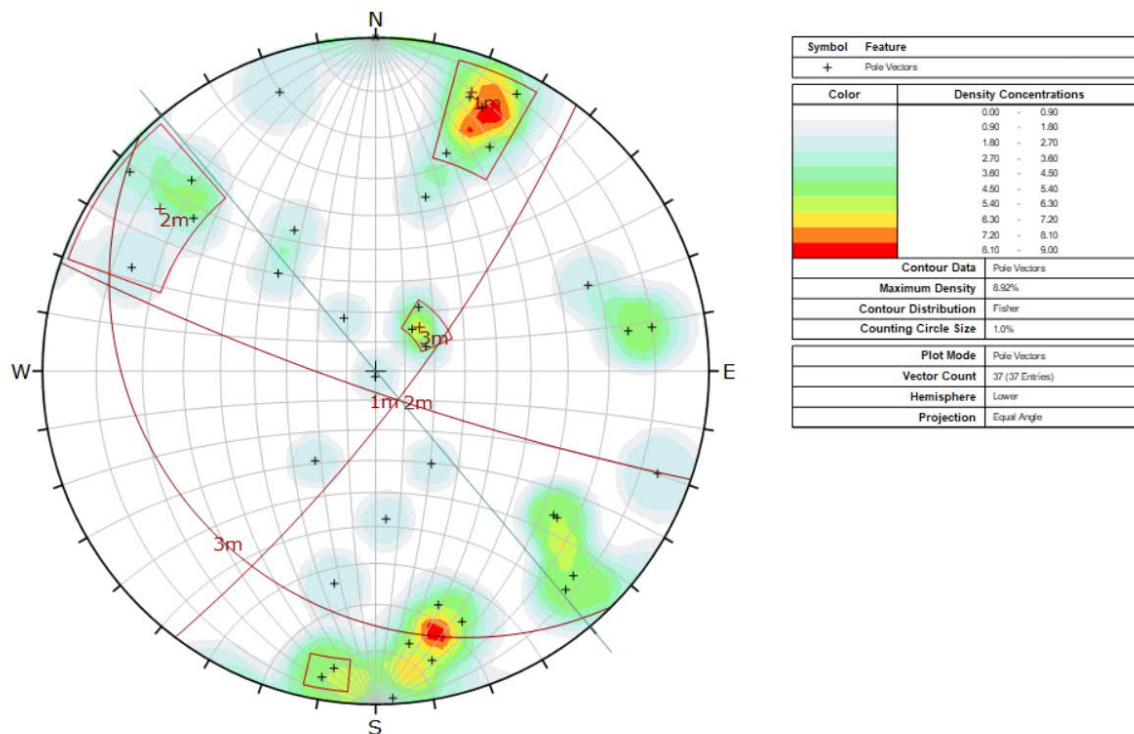 N
1m
2m
3m
W
E
1m 2m
3m
S
Symbol Feature
+ Pole Vectors
Color Density Concentrations
0.00 - 0.90
0.90 - 1.80
1.80 - 2.70
2.70 - 3.60
3.60 - 4.50
4.50 - 5.40
5.40 - 6.30
6.30 - 7.20
7.20 - 8.10
8.10 - 9.00
Contour Data Pole Vectors
Maximum Density 8.92%
Contour Distribution Fisher
Counting Circle Size 1.0%
Plot Mode Pole Vectors
Vector Count 37 (37 Entries)
Hemisphere Lower
Projection Equal Angle